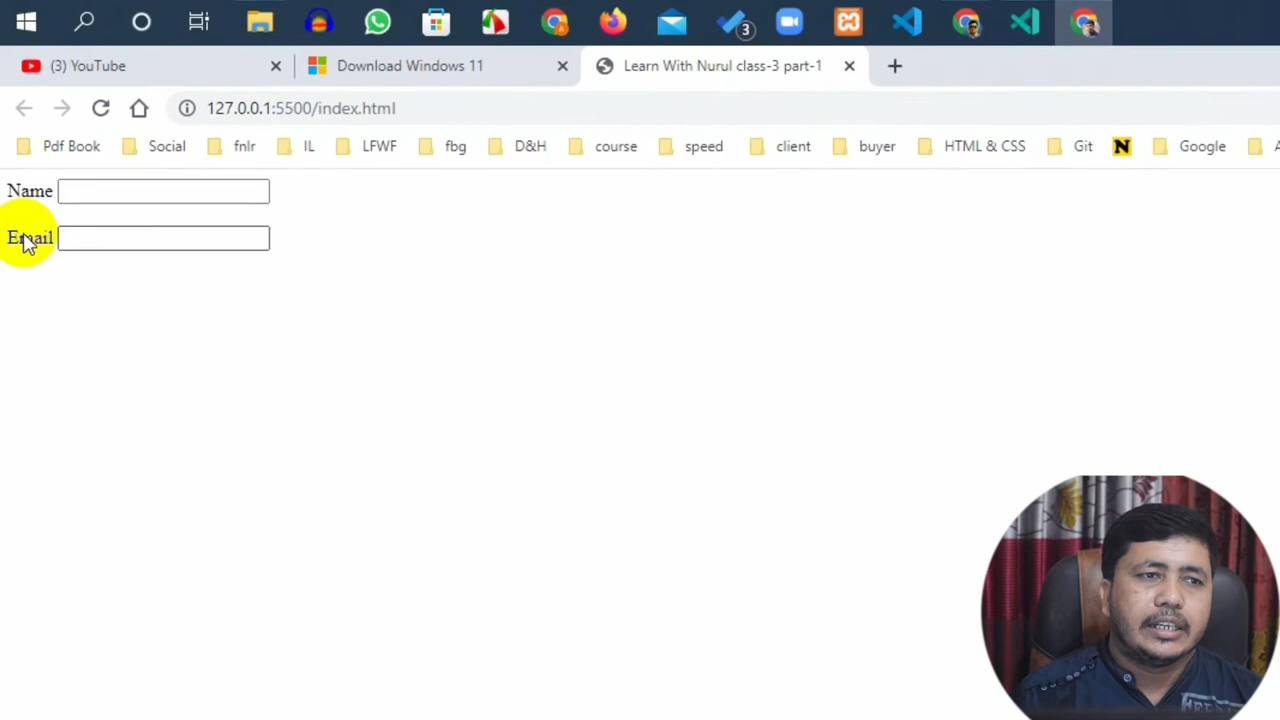 3
(3) YouTube
Download Windows 11
Learn With Nurul class-3 part-1
127.0.0.1:5500/index.html
Pdf Book Social fnlr IL LFWF fbg D&H course speed client buyer HTML & CSS Git N Google
Name
Email